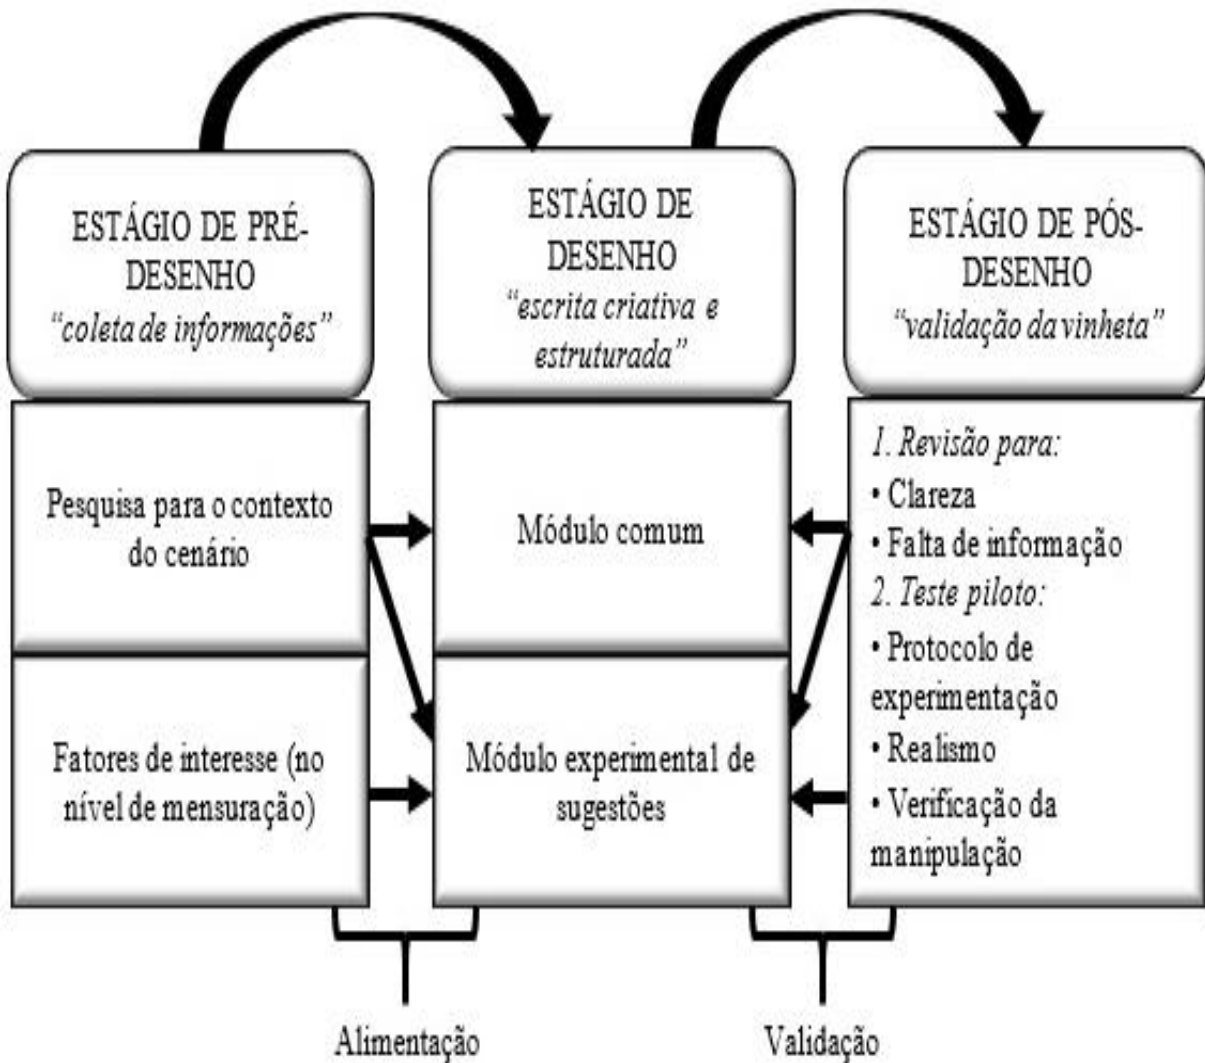 ESTÁGIO DE PRÉ-
DESENHO
“coleta de informações”
Pesquisa para o contexto
do cenário
Fatores de interesse (no
nível de mensuração)
ESTÁGIO DE
DESENHO
“escrita criativa e
estruturada”
Módulo comum
Módulo experimental de
sugestões
ESTÁGIO DE PÓS-
DESENHO
“validação da vinheta”
1. Revisão para:
• Clareza
• Falta de informação
2. Teste piloto:
• Protocolo de
experimentação
• Realismo
• Verificação da
manipulação
Alimentação
Validação